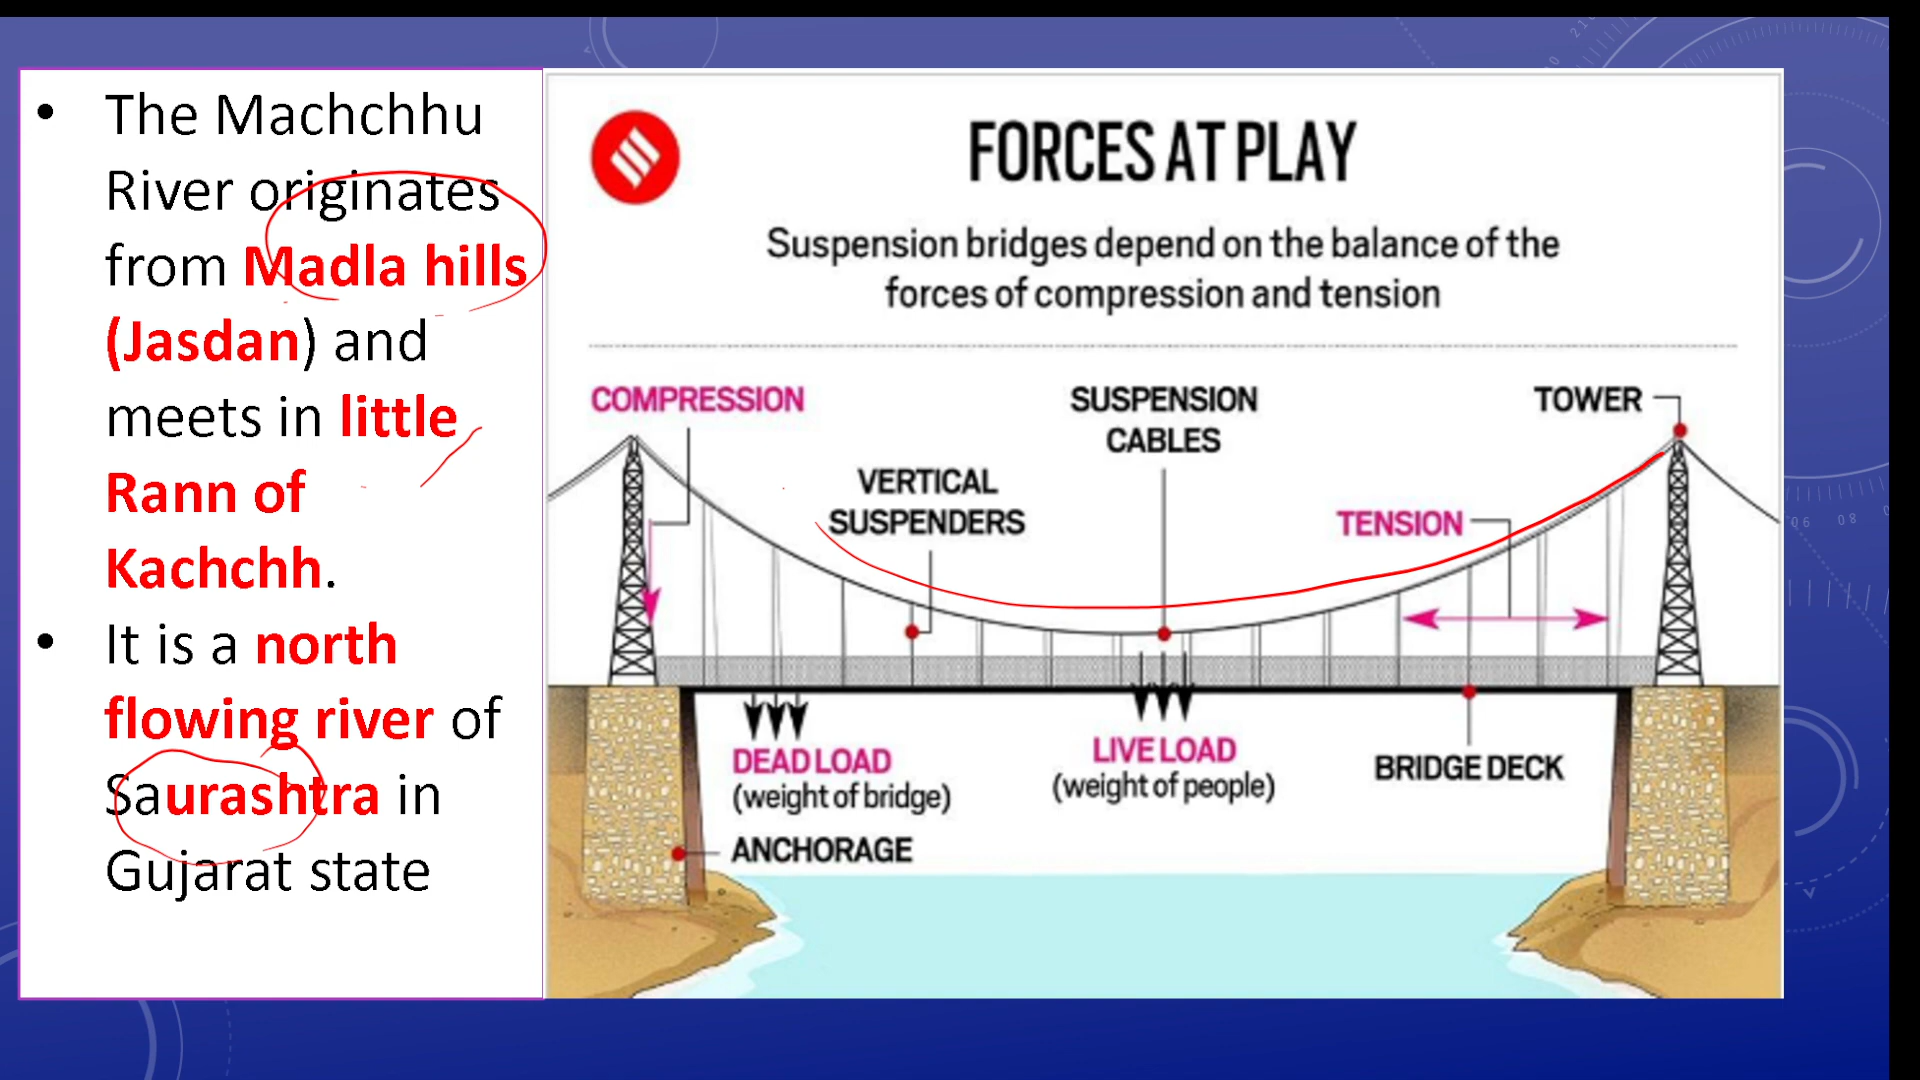 • The Machchhu
River originates
from Madla hills
(Jasdan) and
meets in little
Rann of
Kachchh.
• It is a north
flowing river of
Saurashtra in
Gujarat state
FORCES AT PLAY
Suspension bridges depend on the balance of the
forces of compression and tension
COMPRESSION
SUSPENSION
CABLES
TOWER
VERTICAL
SUSPENDERS
TENSION
DEAD LOAD
(weight of bridge)
LIVE LOAD
(weight of people)
BRIDGE DECK
ANCHORAGE